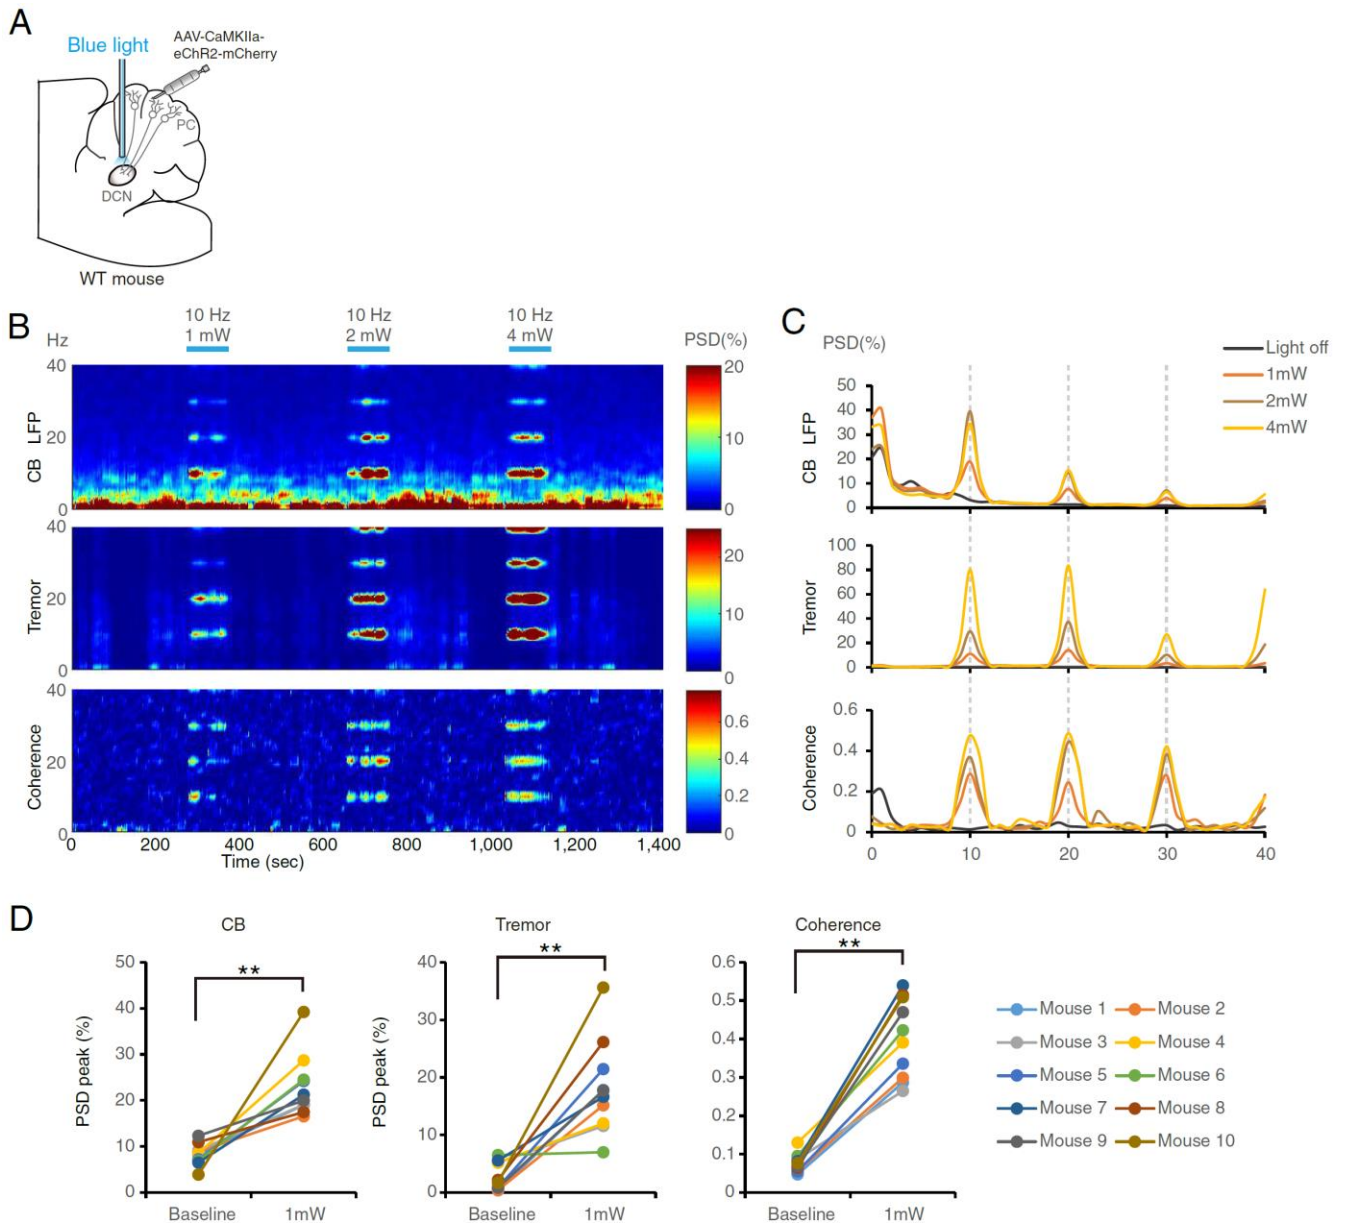 A
Blue light
AAV-CaMKIIa-
eChR2-mCherry
PC
DCN
WT mouse
B
Hz
10 Hz
1 mW
10 Hz
2 mW
10 Hz
4 mW
PSD(%)
40
20
0
CB LFP
20
10
0
40
20
0
Tremor
20
10
0
40
20
0
Coherence
0.6
0.4
0.2
0
0 200 400 600 800 1,000 1,200 1,400
Time (sec)
C
PSD(%)
Light off
1mW
2mW
4mW
50
40
30
20
10
0
CB LFP
100
80
60
40
20
0
Tremor
0.6
0.4
0.2
0
Coherence
0 10 20 30 40
D
CB
50
40
30
20
10
0
PSD peak (%)
**
Baseline 1mW
Tremor
40
30
20
10
0
PSD peak (%)
**
Baseline 1mW
Coherence
0.6
0.5
0.4
0.3
0.2
0.1
0
**
Baseline 1mW
Mouse 1 Mouse 2
Mouse 3 Mouse 4
Mouse 5 Mouse 6
Mouse 7 Mouse 8
Mouse 9 Mouse 10